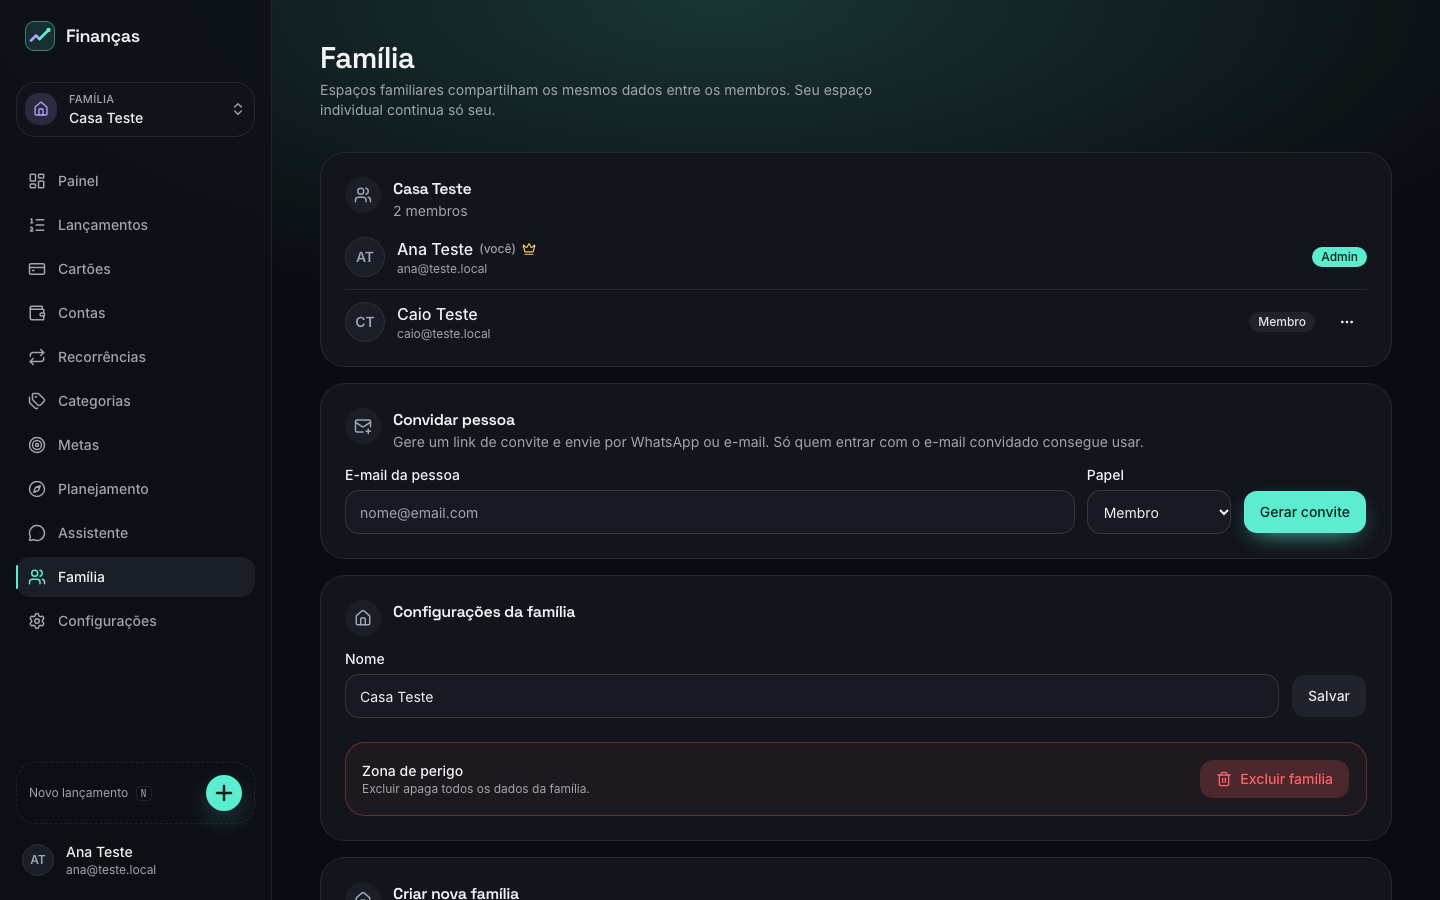 Finanças
FAMÍLIA
Casa Teste
Painel
Lançamentos
Cartões
Contas
Recorrências
Categorias
Metas
Planejamento
Assistente
Família
Configurações
Novo lançamento N
AT
Ana Teste
ana@teste.local
Família
Espaços familiares compartilham os mesmos dados entre os membros. Seu espaço
individual continua só seu.
Casa Teste
2 membros
AT
Ana Teste (você)
ana@teste.local
Admin
CT
Caio Teste
caio@teste.local
Membro
Convidar pessoa
Gere um link de convite e envie por WhatsApp ou e-mail. Só quem entrar com o e-mail convidado consegue usar.
E-mail da pessoa
Papel
nome@email.com
Membro
Gerar convite
Configurações da família
Nome
Casa Teste
Salvar
Zona de perigo
Excluir apaga todos os dados da família.
Excluir família
Criar nova família